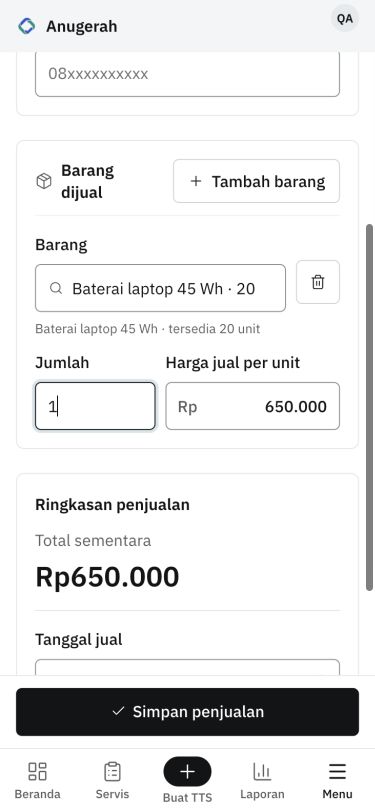 Anugerah
QA
08xxxxxxxxxx
Barang
dijual
+ Tambah barang
Barang
Baterai laptop 45 Wh · 20
Baterai laptop 45 Wh · tersedia 20 unit
Jumlah
Harga jual per unit
1
Rp 650.000
Ringkasan penjualan
Total sementara
Rp650.000
Tanggal jual
Simpan penjualan
Beranda
Servis
Buat TTS
Laporan
Menu